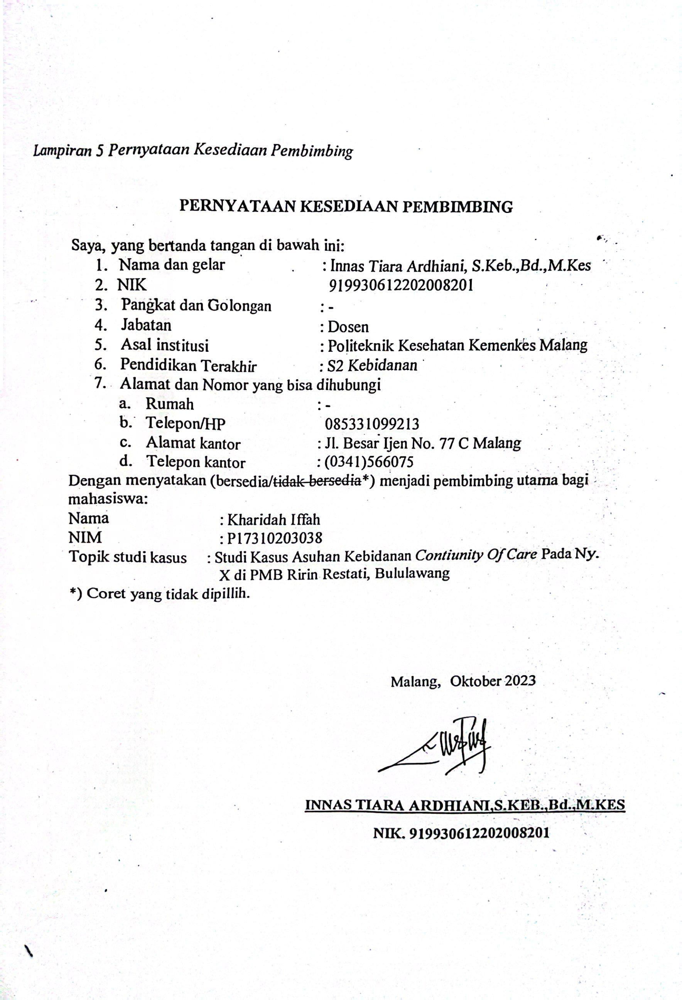 Lampiran 5 Pernyataan Kesediaan Pembimbing
PERNYATAAN KESEDIAAN PEMBIMBING
Saya, yang bertanda tangan di bawah ini:
1. Nama dan gelar : Innas Tiara Ardhiani, S.Keb.,Bd.,M.Kes
2. NIK 919930612202008201
3. Pangkat dan Golongan : -
4. Jabatan : Dosen
5. Asal institusi : Politeknik Kesehatan Kemenkes Malang
6. Pendidikan Terakhir : S2 Kebidanan
7. Alamat dan Nomor yang bisa dihubungi
a. Rumah : -
b. Telepon/HP 085331099213
c. Alamat kantor : Jl. Besar Ijen No. 77 C Malang
d. Telepon kantor : (0341)566075
Dengan menyatakan (bersedia/tidak bersedia*) menjadi pembimbing utama bagi
mahasiswa:
Nama : Kharidah Iffah
NIM : P17310203038
Topik studi kasus : Studi Kasus Asuhan Kebidanan Contiunity Of Care Pada Ny.
X di PMB Ririn Restati, Bululawang
*) Coret yang tidak dipillih.
Malang, Oktober 2023
INNAS TIARA ARDHIANI,S.KEB.,Bd.,M.KES
NIK. 919930612202008201